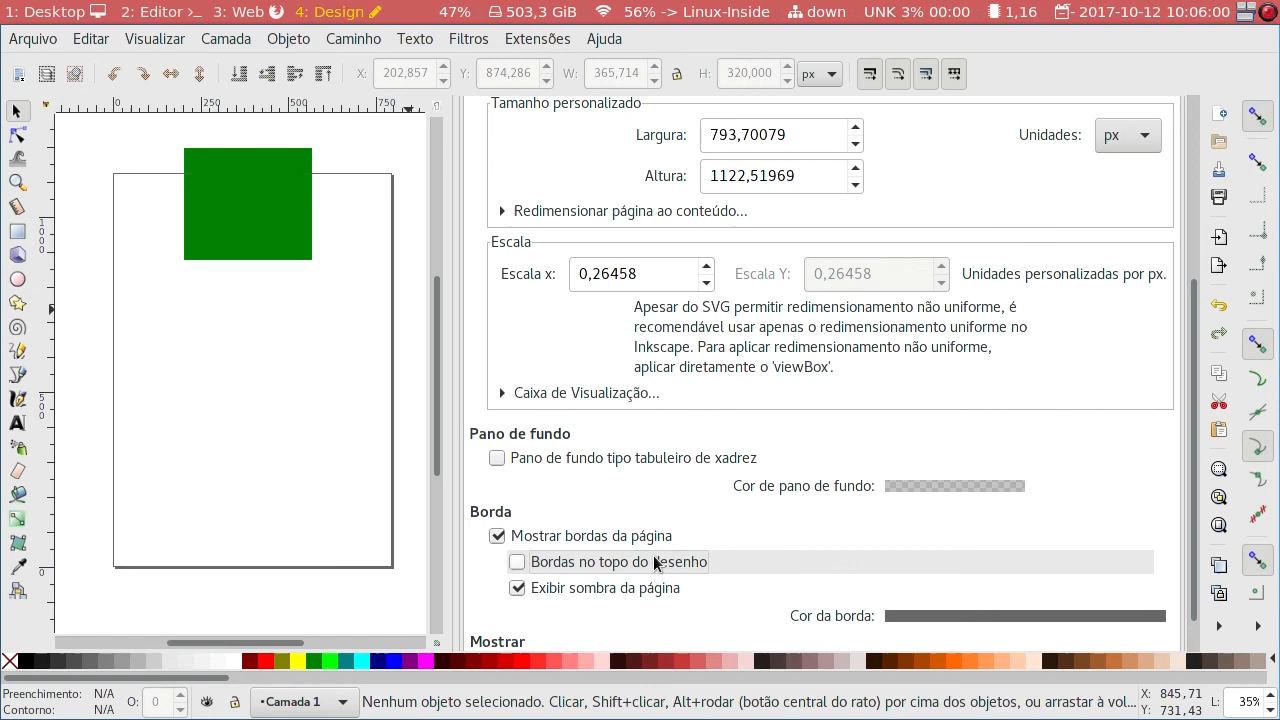 1: Desktop 2: Editor 3: Web 4: Design 47% 503,3 GiB 56% -> Linux-Inside down UNK 3% 00:00 1,16 2017-10-12 10:06:00
Arquivo Editar Visualizar Camada Objeto Caminho Texto Filtros Extensões Ajuda
X: 202,857 Y: 874,286 W: 365,714 H: 320.000 px
0 250 500 750
1000
500
0
Tamanho personalizado
Largura: 793,70079 Unidades: px
Altura: 1122,51969
Redimensionar página ao conteúdo...
Escala
Escala x: 0,26458 Escala Y: 0,26458 Unidades personalizadas por px.
Apesar do SVG permitir redimensionamento não uniforme, é
recomendável usar apenas o redimensionamento uniforme no
Inkscape. Para aplicar redimensionamento não uniforme,
aplicar diretamente o 'viewBox'.
Caixa de Visualização...
Pano de fundo
Pano de fundo tipo tabuleiro de xadrez
Cor de pano de fundo:
Borda
Mostrar bordas da página
Bordas no topo do desenho
Exibir sombra da página
Cor da borda:
Mostrar
Preenchimento: N/A
Contorno: N/A
O: 0
•Camada 1
Nenhum objeto selecionado. Clicar, Shift+clicar, Alt+rodar (botão central do rato) por cima dos objetos, ou arrastar à vol...
X: 845,71
Y: 731,43
L: 35%